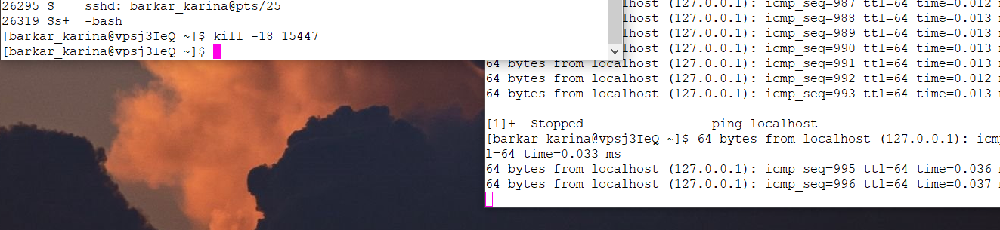 26295 S    sshd: barkar_karina@pts/25
26319 Ss+  -bash
[barkar_karina@vpsj3IeQ ~]$ kill -18 15447
[barkar_karina@vpsj3IeQ ~]$
lhost (127.0.0.1): icmp_seq=987 ttl=64 time=0.012
lhost (127.0.0.1): icmp_seq=988 ttl=64 time=0.013
lhost (127.0.0.1): icmp_seq=989 ttl=64 time=0.013
lhost (127.0.0.1): icmp_seq=990 ttl=64 time=0.013
64 bytes from localhost (127.0.0.1): icmp_seq=991 ttl=64 time=0.013
64 bytes from localhost (127.0.0.1): icmp_seq=992 ttl=64 time=0.012
64 bytes from localhost (127.0.0.1): icmp_seq=993 ttl=64 time=0.013
[1]+  Stopped                 ping localhost
[barkar_karina@vpsj3IeQ ~]$ 64 bytes from localhost (127.0.0.1): icm
l=64 time=0.033 ms
64 bytes from localhost (127.0.0.1): icmp_seq=995 ttl=64 time=0.036
64 bytes from localhost (127.0.0.1): icmp_seq=996 ttl=64 time=0.037